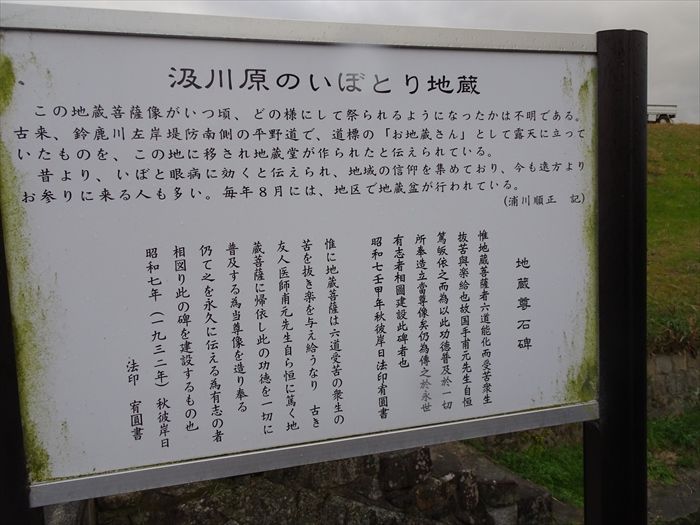 汲川原のいぼとり地蔵
この地蔵菩薩像がいつ頃、どの様にして祭られるようになったかは不明である。
古来、鈴鹿川左岸堤防南側の平野道で、道標の「お地蔵さん」として露天に立って
いたものを、この地に移され地蔵堂が作られたと伝えられている。
昔より、いぼと眼病に効くと伝えられ、地域の信仰を集めており、今も遠方より
お参りに来る人も多い。毎年8月には、地区で地蔵盆が行われている。
(浦川順正 記)
地蔵尊石碑
惟地蔵菩薩者六道能化而受苦衆生
抜苦與楽給也故国手甫元先生自恒
篤皈依之而為以此功徳普及於一切
所奉造立當尊像矣仍為傳之於永世
有志者相圖建設此碑者也
昭和七壬申年秋彼岸日法印宥圓書
惟に地蔵菩薩は六道受苦の衆生の
苦を抜き楽を与え給うなり 古き
友人医師甫元先生自ら恒に篤く地
蔵菩薩に帰依し此の功徳を一切に
普及する為当尊像を造り奉る
仍て之を永久に伝える為有志の者
相図り此の碑を建設するもの也
昭和七年(一九三二年)秋彼岸日
法印 宥圓書